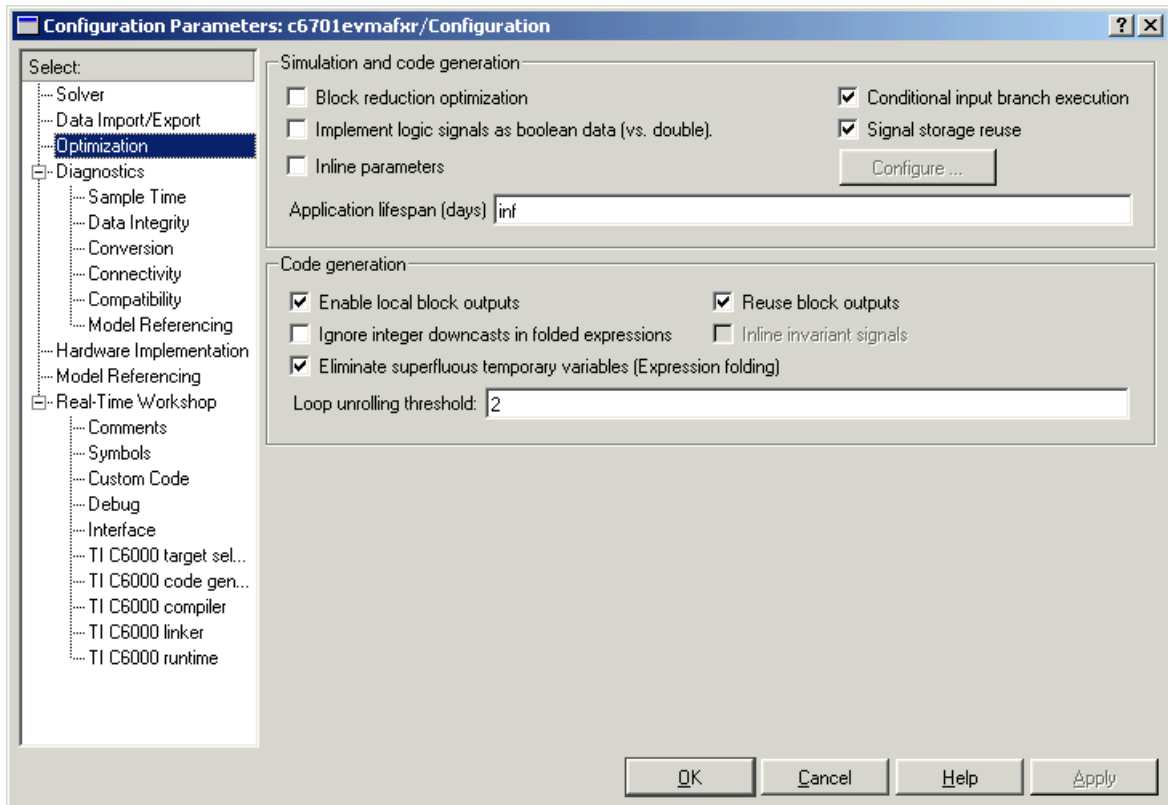 Configuration Parameters: c6701evmafxr/Configuration
Select:
Solver
Data Import/Export
Optimization
Diagnostics
Sample Time
Data Integrity
Conversion
Connectivity
Compatibility
Model Referencing
Hardware Implementation
Model Referencing
Real-Time Workshop
Comments
Symbols
Custom Code
Debug
Interface
TI C6000 target sel...
TI C6000 code gen...
TI C6000 compiler
TI C6000 linker
TI C6000 runtime
Simulation and code generation
Block reduction optimization
Conditional input branch execution
Implement logic signals as boolean data (vs. double).
Signal storage reuse
Inline parameters
Configure ...
Application lifespan (days) inf
Code generation
Enable local block outputs
Reuse block outputs
Ignore integer downcasts in folded expressions
Inline invariant signals
Eliminate superfluous temporary variables (Expression folding)
Loop unrolling threshold: 2
OK
Cancel
Help
Apply